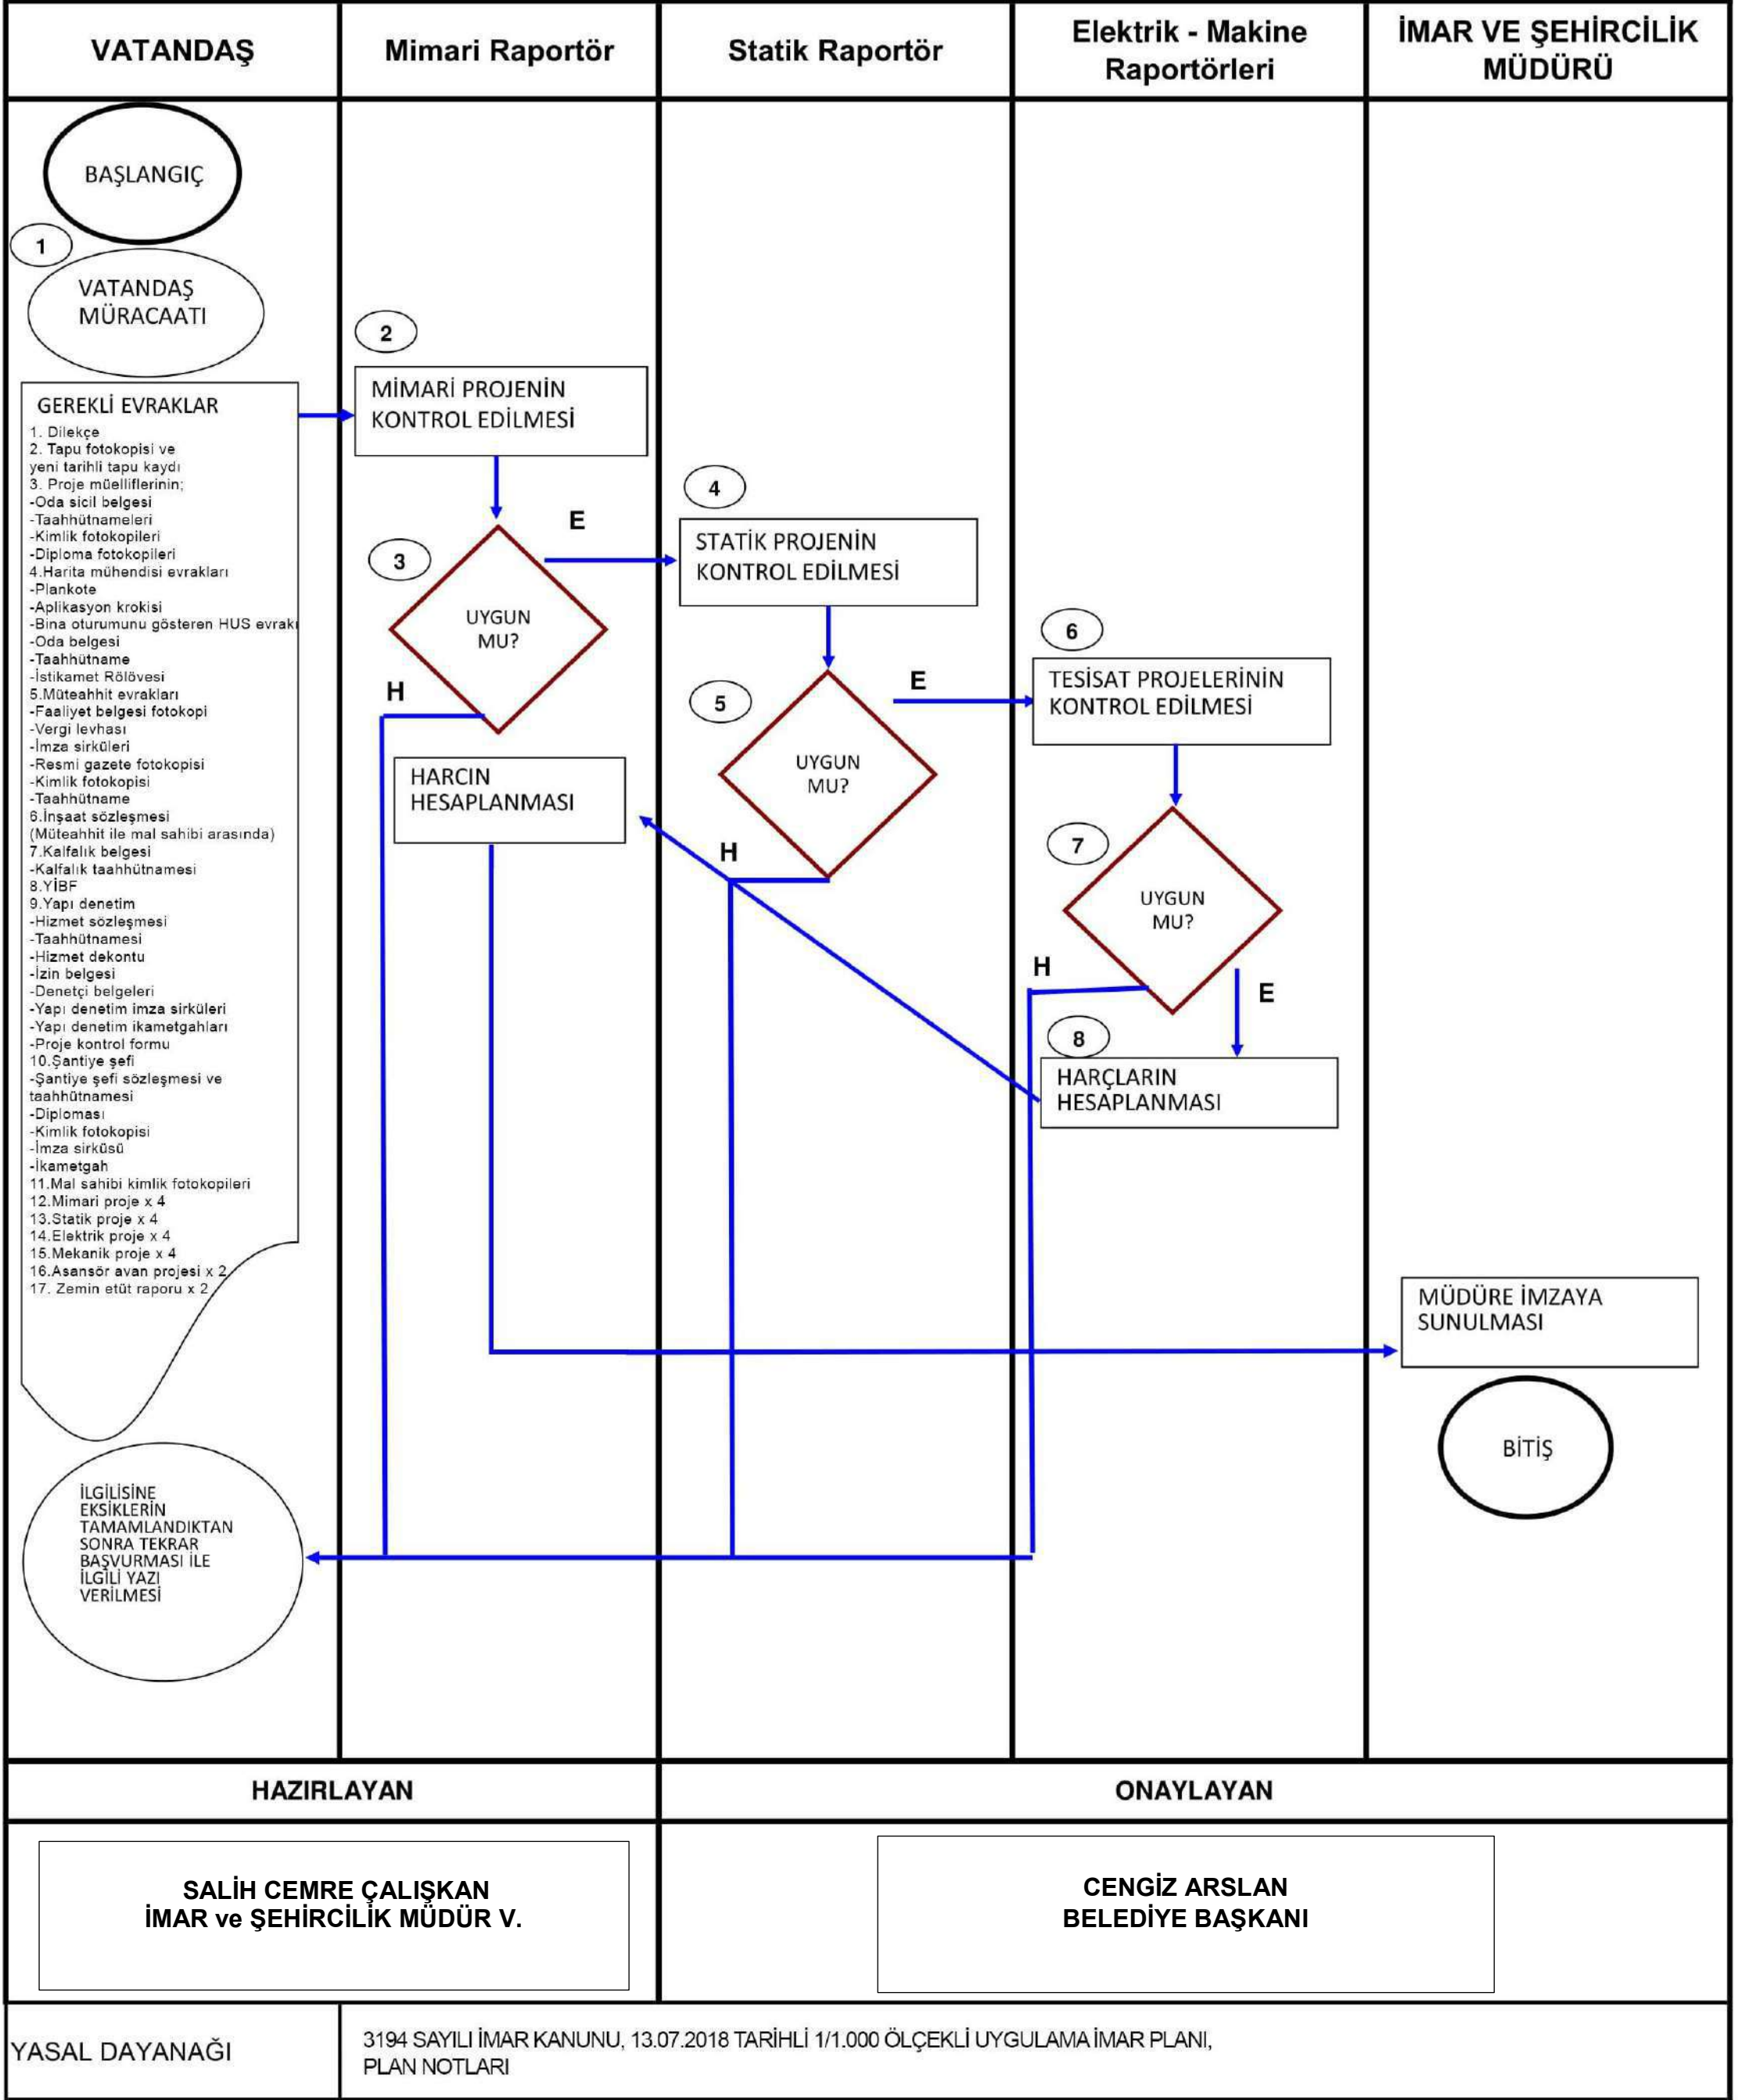 VATANDAŞ
Mimari Raportör
Statik Raportör
Elektrik - Makine
Raportörleri
İMAR VE ŞEHİRCİLİK
MÜDÜRÜ
BAŞLANGIÇ
1
VATANDAŞ
MÜRACAATI
GEREKLİ EVRAKLAR
1. Dilekçe
2. Tapu fotokopisi ve
yeni tarihli tapu kaydı
3. Proje müelliflerinin;
-Oda sicil belgesi
-Taahhütnameleri
-Kimlik fotokopileri
-Diploma fotokopileri
4.Harita mühendisi evrakları
-Plankote
-Aplikasyon krokisi
-Bina oturumunu gösteren HUS evrakı
-Oda belgesi
-Taahhütname
-İstikamet Rölövesi
5.Müteahhit evrakları
-Faaliyet belgesi fotokopi
-Vergi levhası
-İmza sirküleri
-Resmi gazete fotokopisi
-Kimlik fotokopisi
-Taahhütname
6.İnşaat sözleşmesi
(Müteahhit ile mal sahibi arasında)
7.Kalfalık belgesi
-Kalfalık taahhütnamesi
8.YİBF
9.Yapı denetim
-Hizmet sözleşmesi
-Taahhütnamesi
-Hizmet dekontu
-İzin belgesi
-Denetçi belgeleri
-Yapı denetim imza sirküleri
-Yapı denetim ikametgahları
-Proje kontrol formu
10.Şantiye şefi
-Şantiye şefi sözleşmesi ve
taahhütnamesi
-Diploması
-Kimlik fotokopisi
-İmza sirküsü
-İkametgah
11.Mal sahibi kimlik fotokopileri
12.Mimari proje x 4
13.Statik proje x 4
14.Elektrik proje x 4
15.Mekanik proje x 4
16.Asansör avan projesi x 2
17. Zemin etüt raporu x 2
İLGİLİSİNE
EKSİKLERİN
TAMAMLANDIKTAN
SONRA TEKRAR
BAŞVURMASI İLE
İLGİLİ YAZI
VERİLMESİ
2
MİMARİ PROJENİN
KONTROL EDİLMESİ
3
E
UYGUN
MU?
H
HARCIN
HESAPLANMASI
4
STATİK PROJENİN
KONTROL EDİLMESİ
5
E
UYGUN
MU?
H
6
TESİSAT PROJELERİNİN
KONTROL EDİLMESİ
7
UYGUN
MU?
H
E
8
HARÇLARIN
HESAPLANMASI
MÜDÜRE İMZAYA
SUNULMASI
BİTİŞ
HAZIRLAYAN
ONAYLAYAN
SALİH CEMRE ÇALIŞKAN
İMAR ve ŞEHİRCİLİK MÜDÜR V.
CENGİZ ARSLAN
BELEDİYE BAŞKANI
YASAL DAYANAĞI
3194 SAYILI İMAR KANUNU, 13.07.2018 TARİHLİ 1/1.000 ÖLÇEKLİ UYGULAMA İMAR PLANI,
PLAN NOTLARI